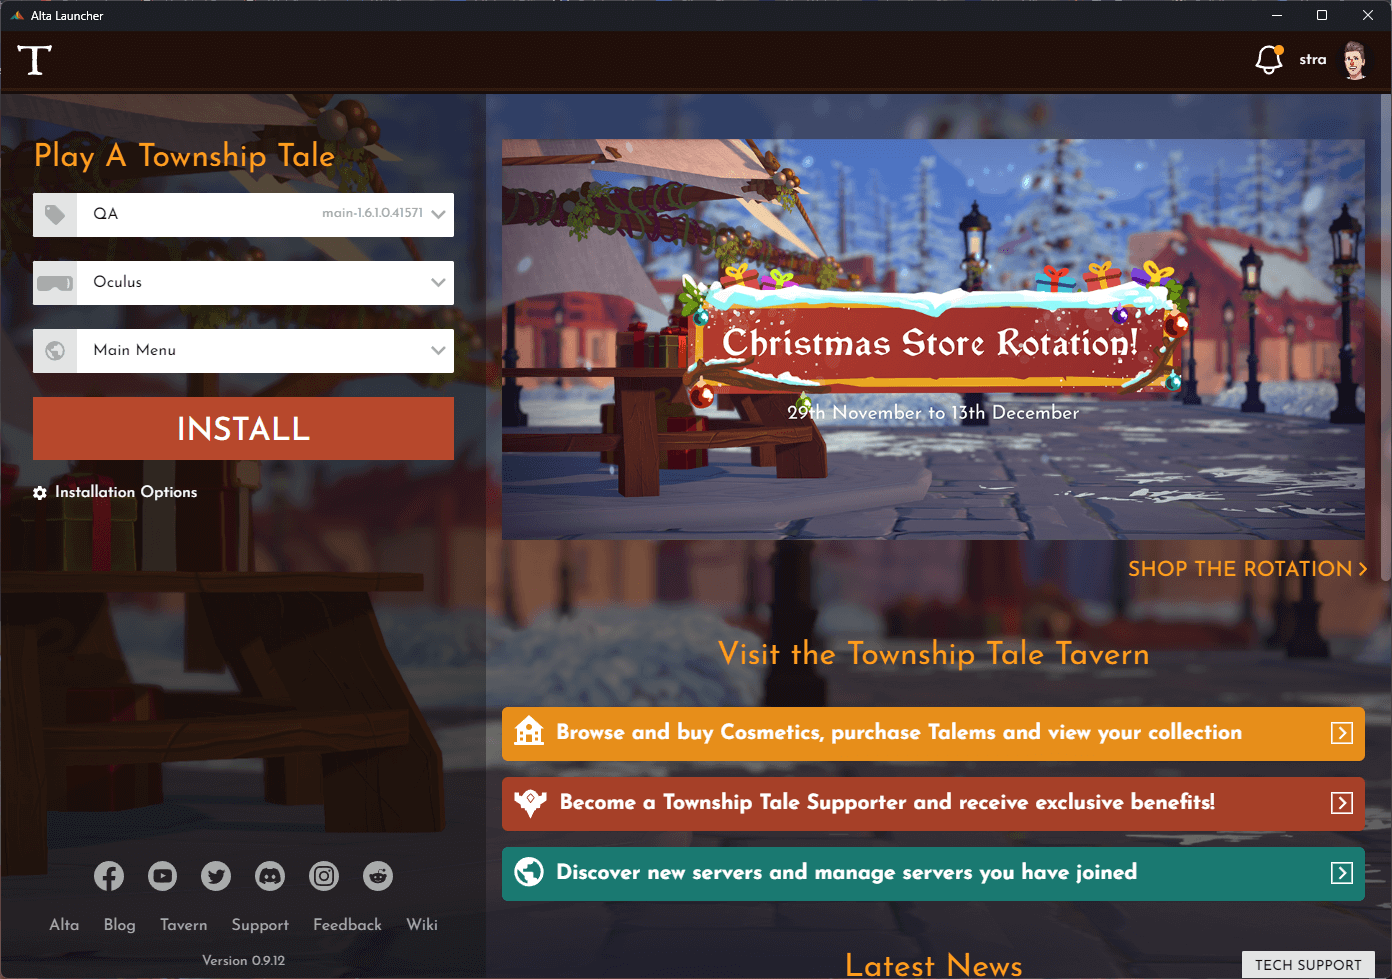 Alta Launcher
T
stra
Play A Township Tale
QA main-1.6.1.0.41571
Oculus
Main Menu
INSTALL
Installation Options
Christmas Store Rotation!
29th November to 13th December
SHOP THE ROTATION
Visit the Township Tale Tavern
Browse and buy Cosmetics, purchase Talems and view your collection
Become a Township Tale Supporter and receive exclusive benefits!
Discover new servers and manage servers you have joined
Alta Blog Tavern Support Feedback Wiki
Version 0.9.12
Latest News
TECH SUPPORT